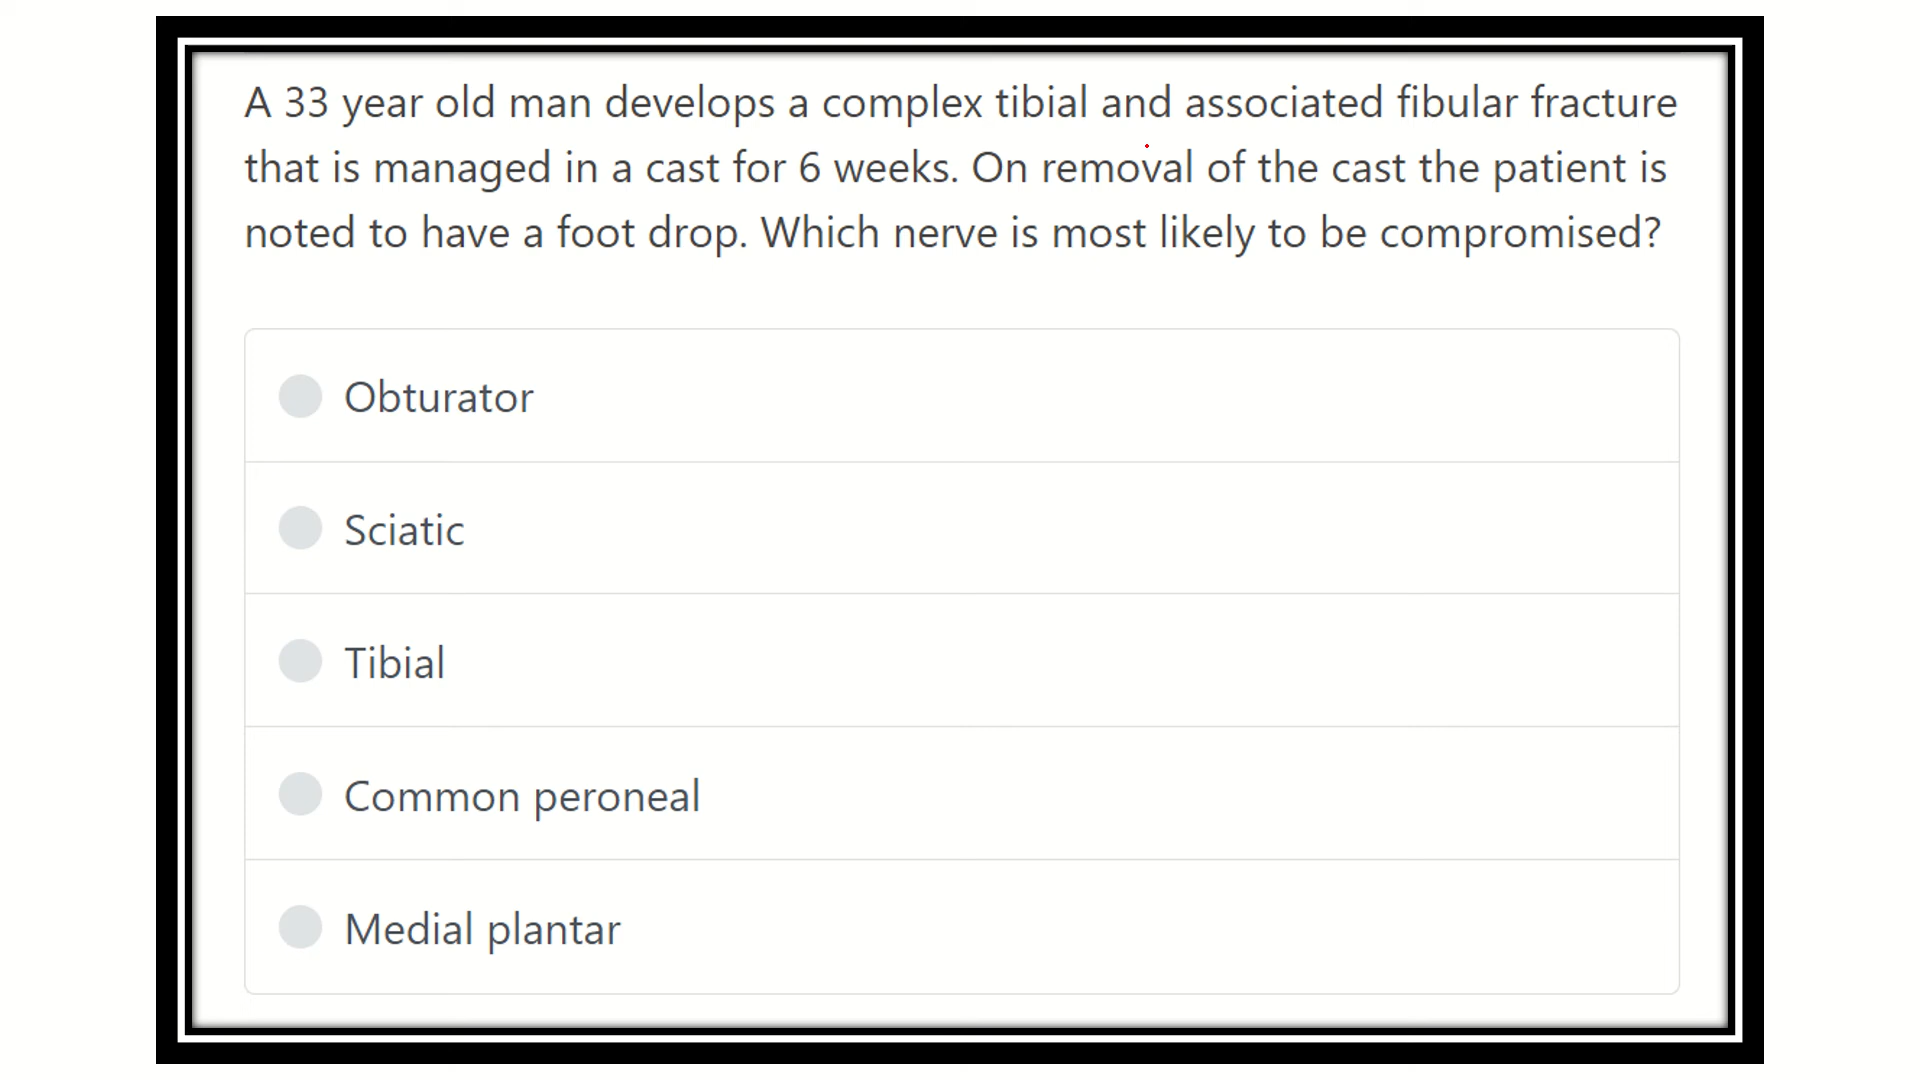 A 33 year old man develops a complex tibial and associated fibular fracture
that is managed in a cast for 6 weeks. On removal of the cast the patient is
noted to have a foot drop. Which nerve is most likely to be compromised?
Obturator
Sciatic
Tibial
Common peroneal
Medial plantar